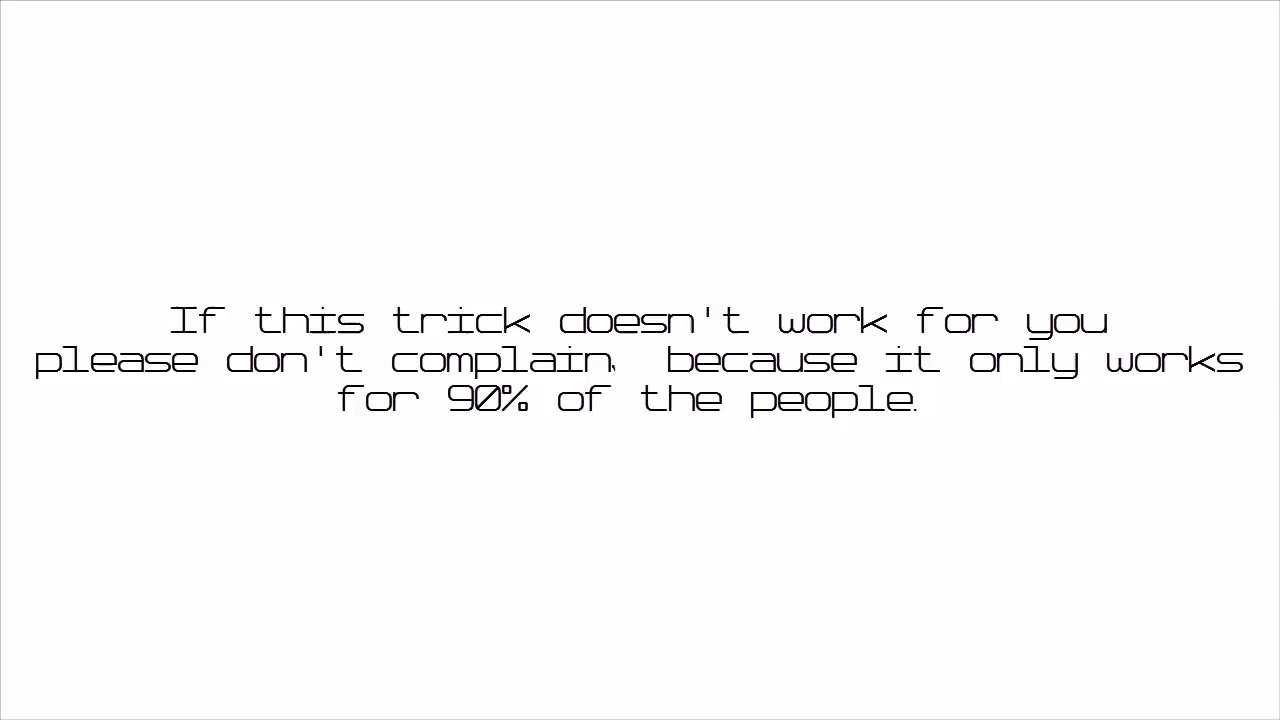 If this trick doesn't work for you
please don't complain, because it only works
for 90% of the people.